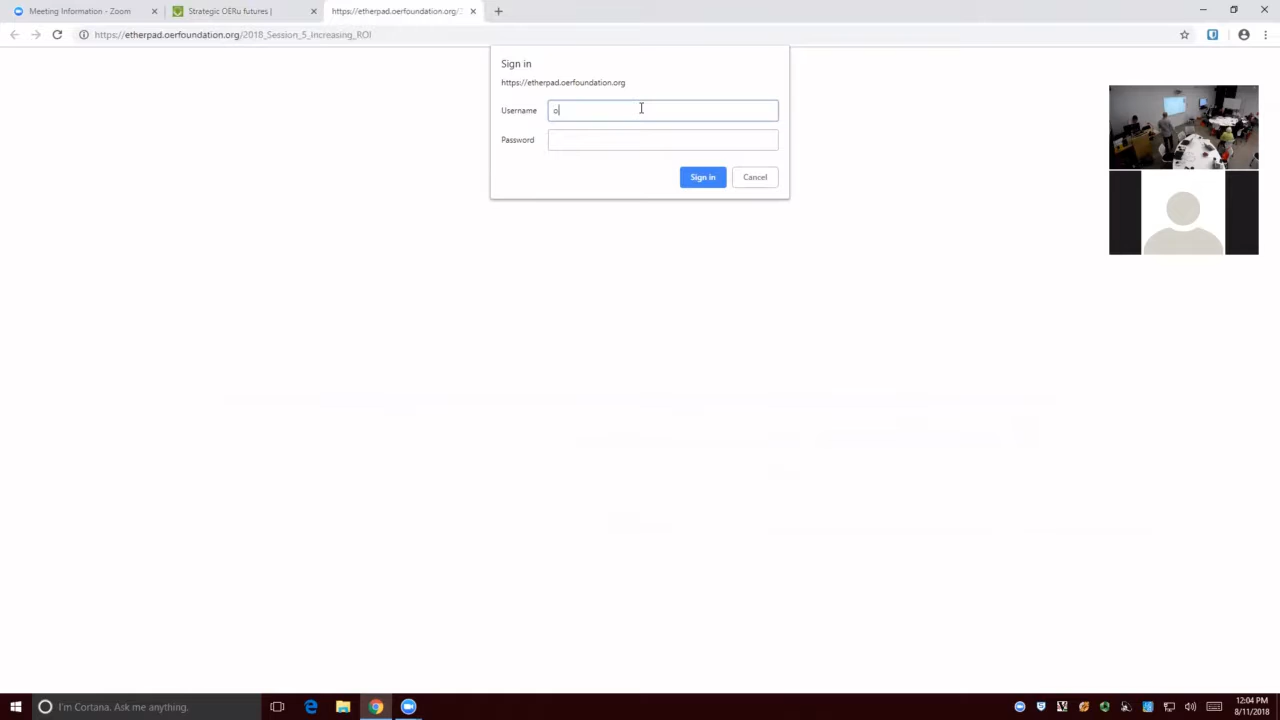 Meeting Information - Zoom
Strategic OERu futures |
https://etherpad.oerfoundation.org/
https://etherpad.oerfoundation.org/2018_Session_5_Increasing_ROI
Sign in
https://etherpad.oerfoundation.org
Username
o
Password
Sign in
Cancel
I'm Cortana. Ask me anything.
12:04 PM
8/11/2018